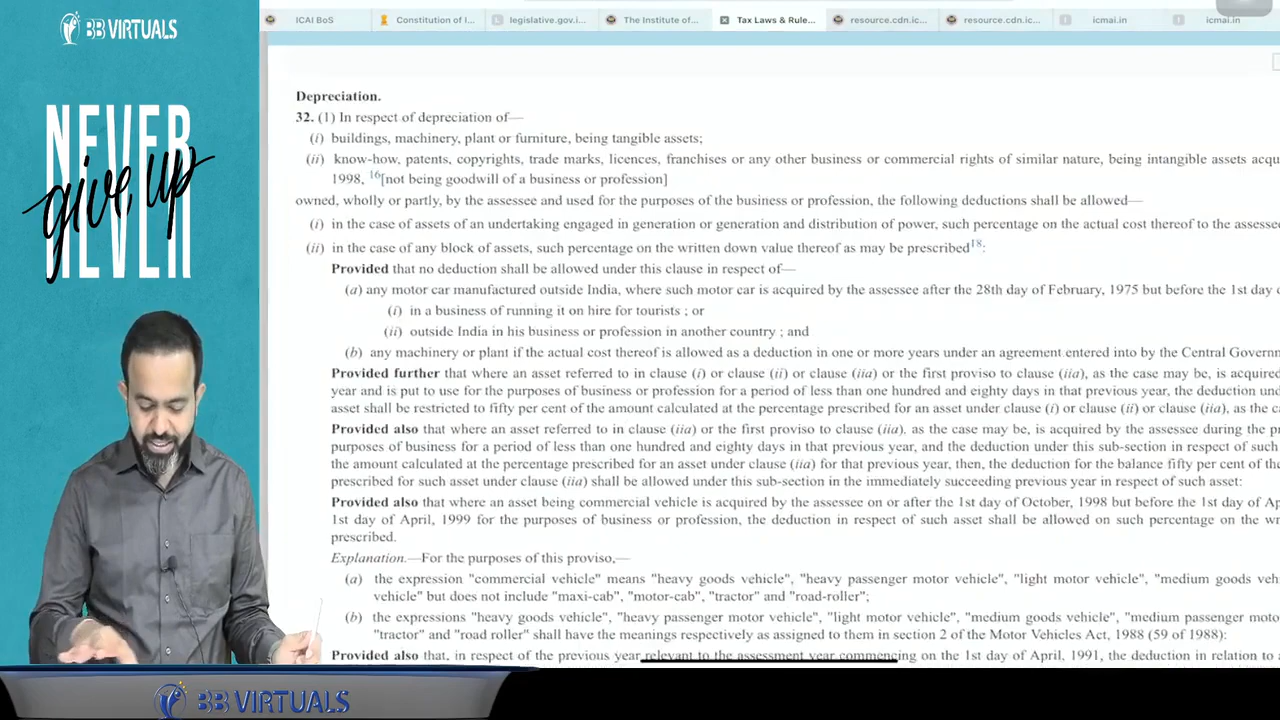 BB VIRTUALS
NEVER
give up
NEVER
ICAI BoS
Constitution of I...
legislative.gov.i...
The Institute of...
Tax Laws & Rule...
resource.cdn.ic...
resource.cdn.ic...
icmai.in
icmai.in
Depreciation.
32. (1) In respect of depreciation of—
(i) buildings, machinery, plant or furniture, being tangible assets;
(ii) know-how, patents, copyrights, trade marks, licences, franchises or any other business or commercial rights of similar nature, being intangible assets acqu
1998, 16[not being goodwill of a business or profession]
owned, wholly or partly, by the assessee and used for the purposes of the business or profession, the following deductions shall be allowed—
(i) in the case of assets of an undertaking engaged in generation or generation and distribution of power, such percentage on the actual cost thereof to the assesse
(ii) in the case of any block of assets, such percentage on the written down value thereof as may be prescribed18:
Provided that no deduction shall be allowed under this clause in respect of—
(a) any motor car manufactured outside India, where such motor car is acquired by the assessee after the 28th day of February, 1975 but before the 1st day o
(i) in a business of running it on hire for tourists ; or
(ii) outside India in his business or profession in another country ; and
(b) any machinery or plant if the actual cost thereof is allowed as a deduction in one or more years under an agreement entered into by the Central Govern
Provided further that where an asset referred to in clause (i) or clause (ii) or clause (iia) or the first proviso to clause (iia), as the case may be, is acquired
year and is put to use for the purposes of business or profession for a period of less than one hundred and eighty days in that previous year, the deduction und
asset shall be restricted to fifty per cent of the amount calculated at the percentage prescribed for an asset under clause (i) or clause (ii) or clause (iia), as the ca
Provided also that where an asset referred to in clause (iia) or the first proviso to clause (iia), as the case may be, is acquired by the assessee during the pr
purposes of business for a period of less than one hundred and eighty days in that previous year, and the deduction under this sub-section in respect of such
the amount calculated at the percentage prescribed for an asset under clause (iia) for that previous year, then, the deduction for the balance fifty per cent of the
prescribed for such asset under clause (iia) shall be allowed under this sub-section in the immediately succeeding previous year in respect of such asset:
Provided also that where an asset being commercial vehicle is acquired by the assessee on or after the 1st day of October, 1998 but before the 1st day of Ap
1st day of April, 1999 for the purposes of business or profession, the deduction in respect of such asset shall be allowed on such percentage on the wr
prescribed.
Explanation.—For the purposes of this proviso,—
(a) the expression "commercial vehicle" means "heavy goods vehicle", "heavy passenger motor vehicle", "light motor vehicle", "medium goods veh
vehicle" but does not include "maxi-cab", "motor-cab", "tractor" and "road-roller";
(b) the expressions "heavy goods vehicle", "heavy passenger motor vehicle", "light motor vehicle", "medium goods vehicle", "medium passenger moto
"tractor" and "road roller" shall have the meanings respectively as assigned to them in section 2 of the Motor Vehicles Act, 1988 (59 of 1988):
Provided also that, in respect of the previous year relevant to the assessment year commencing on the 1st day of April, 1991, the deduction in relation to a
BB VIRTUALS